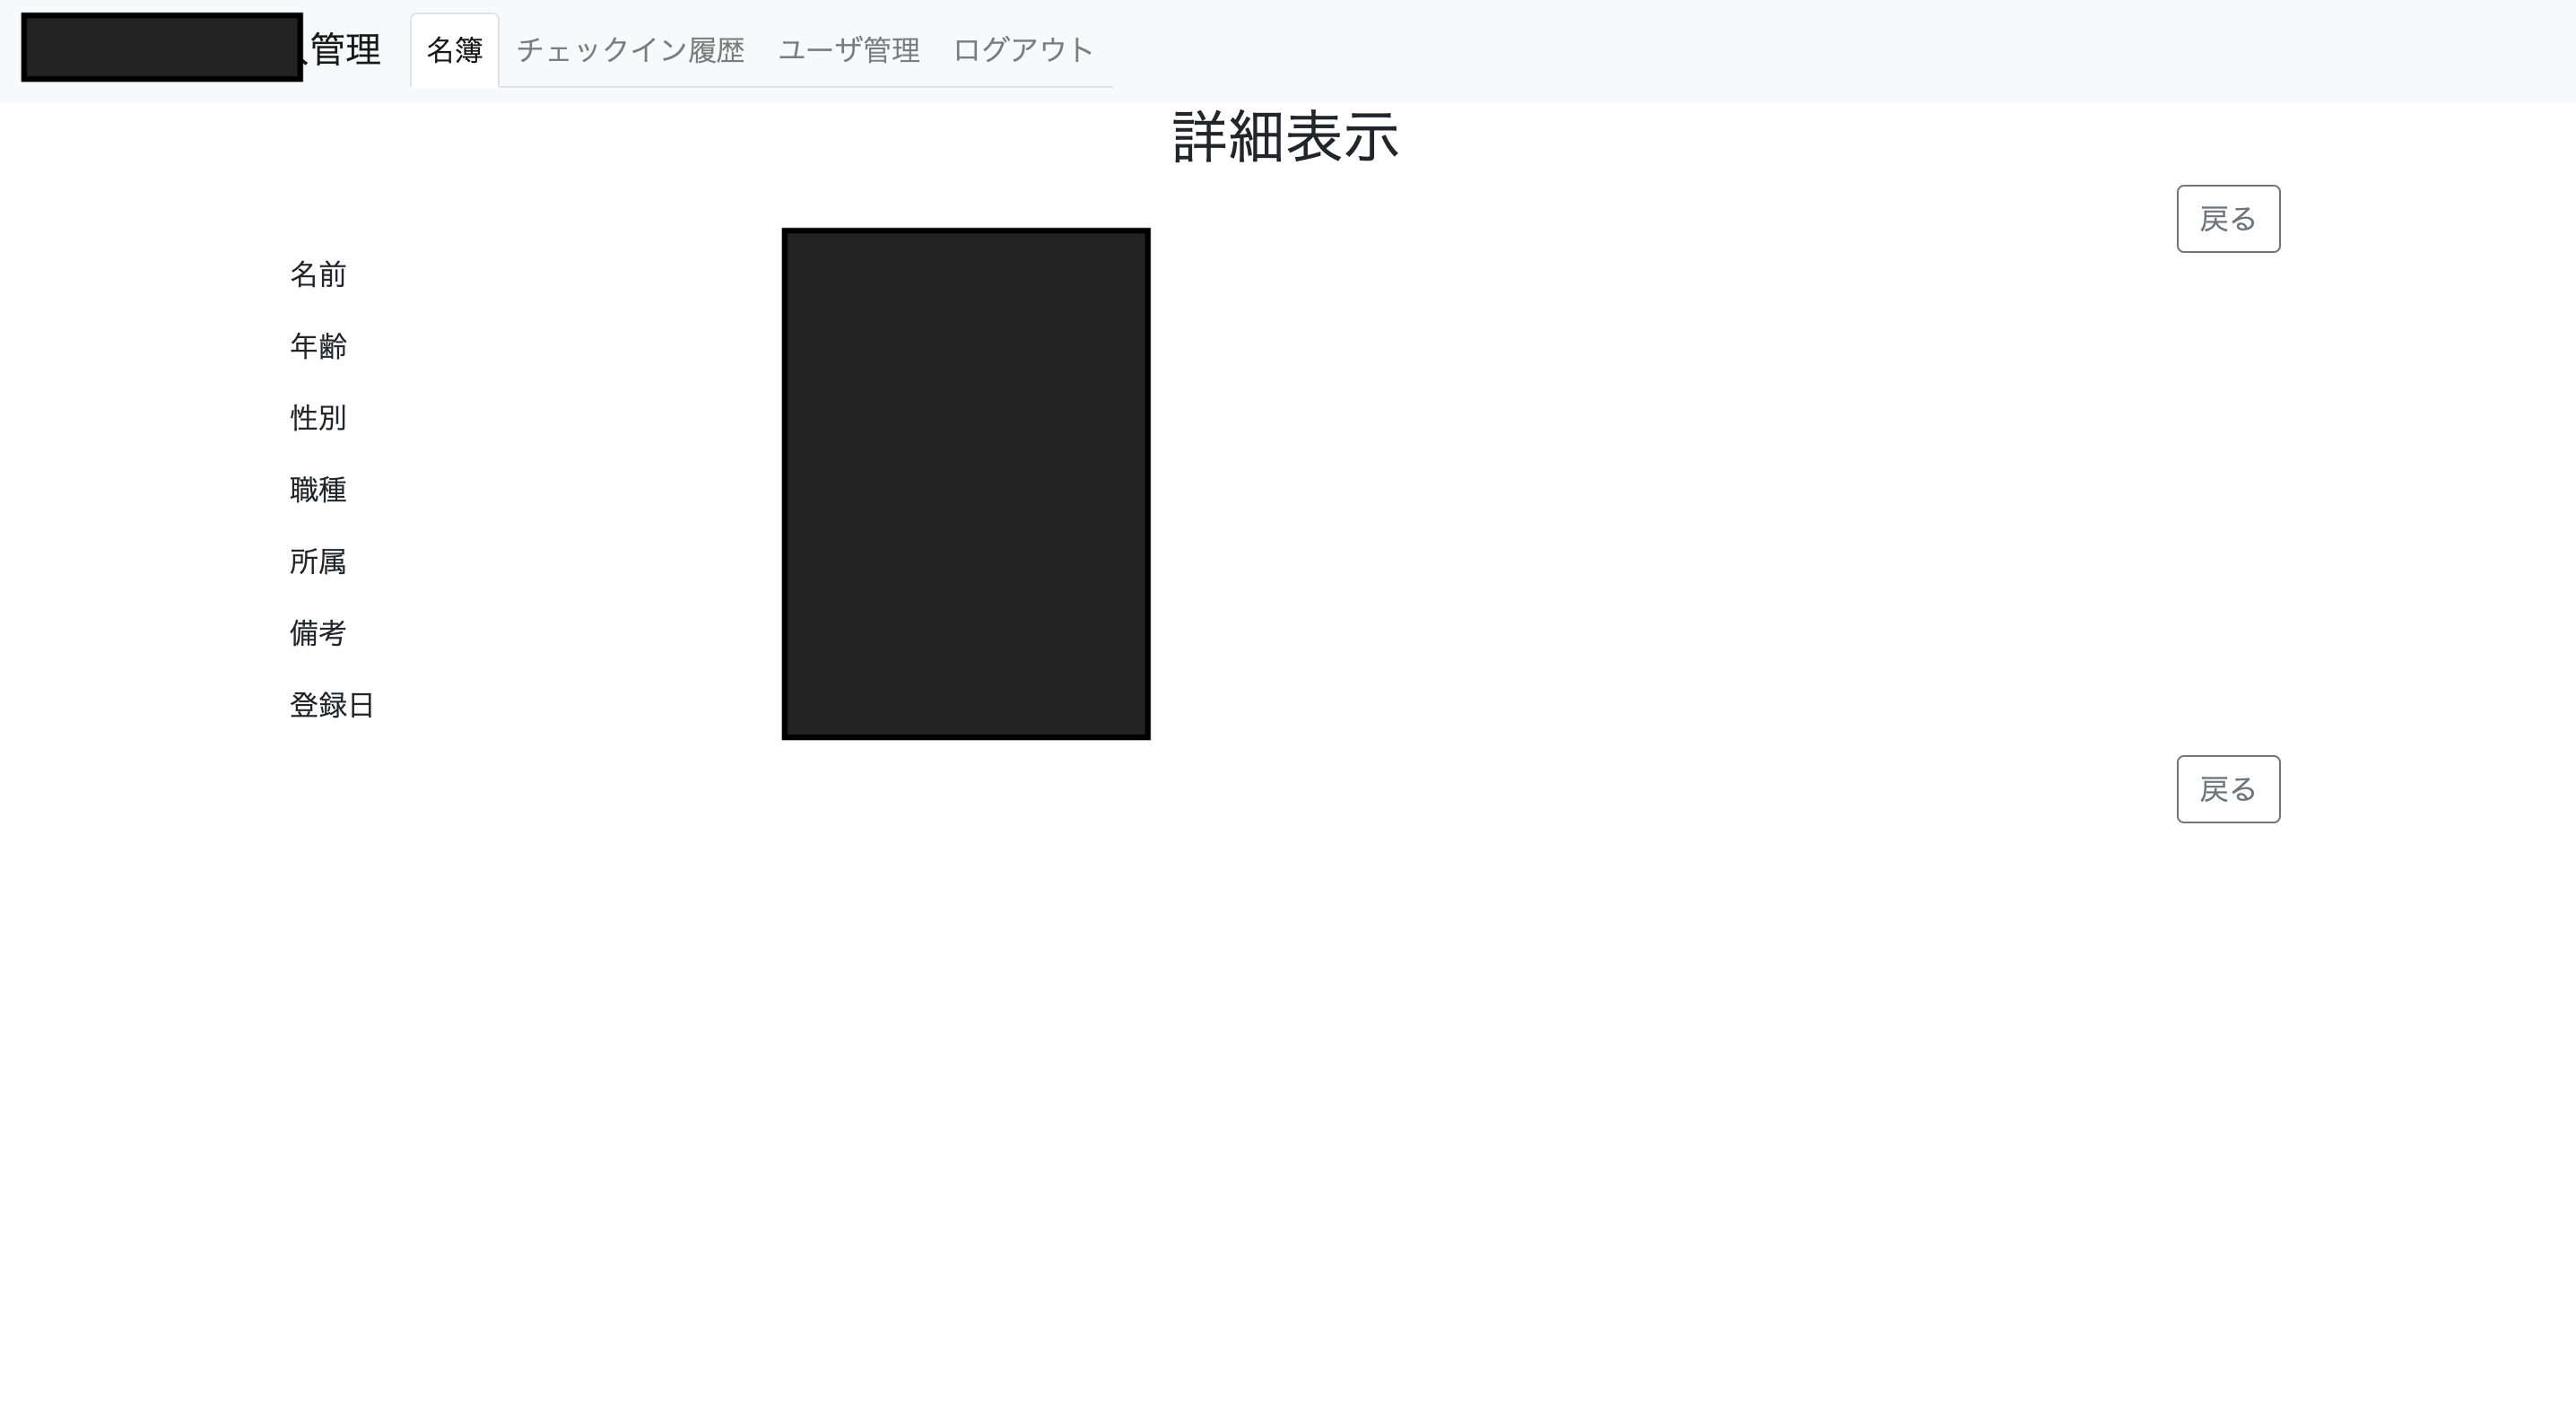 管理 名簿 チェックイン履歴 ユーザ管理 ログアウト
詳細表示
戻る
名前
年齢
性別
職種
所属
備考
登録日
戻る